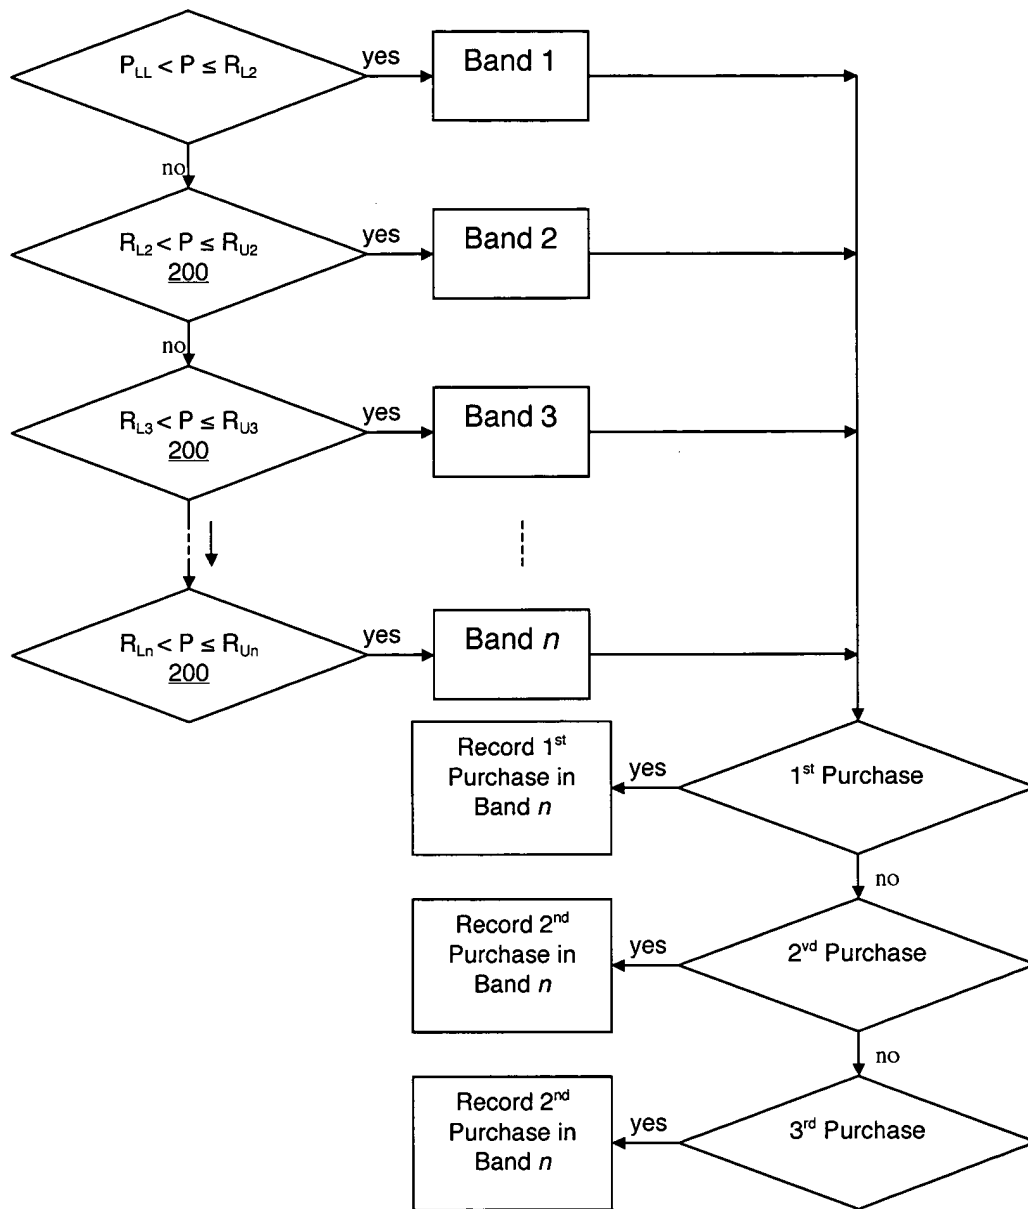 P_LL < P ≤ R_L2
yes
Band 1
no
R_L2 < P ≤ R_U2
200
yes
Band 2
no
R_L3 < P ≤ R_U3
200
yes
Band 3
R_Ln < P ≤ R_Un
200
yes
Band n
1st Purchase
yes
Record 1st
Purchase in
Band n
no
2vd Purchase
yes
Record 2nd
Purchase in
Band n
no
3rd Purchase
yes
Record 2nd
Purchase in
Band n